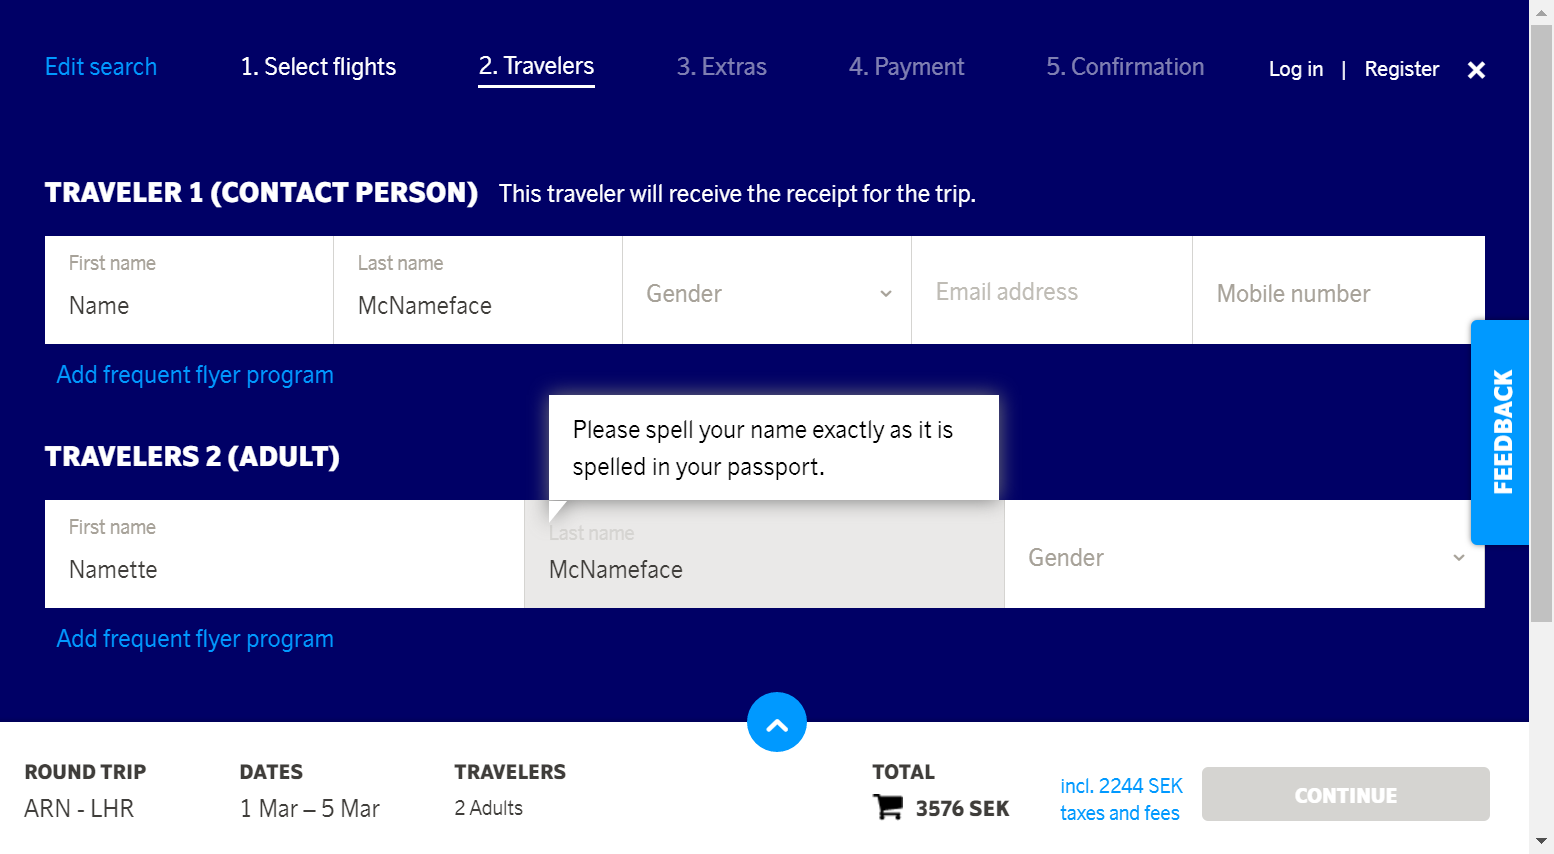 Edit search
1. Select flights
2. Travelers
3. Extras
4. Payment
5. Confirmation
Log in | Register
TRAVELER 1 (CONTACT PERSON) This traveler will receive the receipt for the trip.
First name
Name
Last name
McNameface
Gender
Email address
Mobile number
Add frequent flyer program
FEEDBACK
Please spell your name exactly as it is
spelled in your passport.
TRAVELERS 2 (ADULT)
First name
Namette
Last name
McNameface
Gender
Add frequent flyer program
ROUND TRIP
ARN - LHR
DATES
1 Mar – 5 Mar
TRAVELERS
2 Adults
TOTAL
3576 SEK
incl. 2244 SEK
taxes and fees
CONTINUE